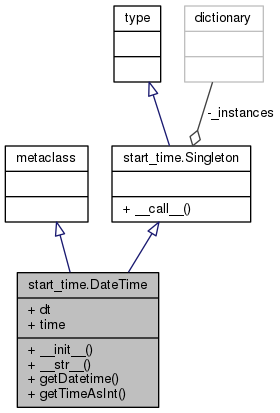 type
dictionary
-_instances
metaclass
start_time.Singleton
+ __call__()
start_time.DateTime
+ dt
+ time
+ __init__()
+ __str__()
+ getDatetime()
+ getTimeAsInt()